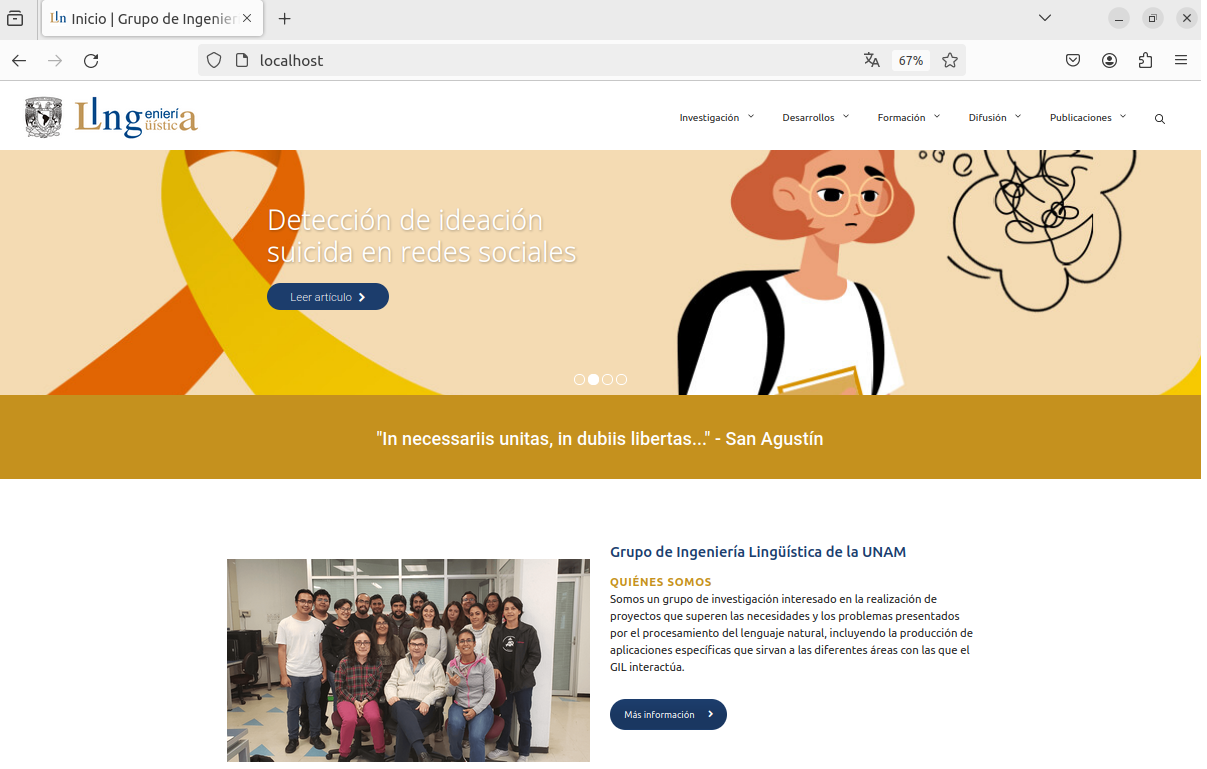 Lln Inicio | Grupo de Ingenier
localhost
67%
LIngeniería
üística
Investigación
Desarrollos
Formación
Difusión
Publicaciones
Detección de ideación
suicida en redes sociales
Leer artículo
"In necessariis unitas, in dubiis libertas..." - San Agustín
Grupo de Ingeniería Lingüística de la UNAM
QUIÉNES SOMOS
Somos un grupo de investigación interesado en la realización de
proyectos que superen las necesidades y los problemas presentados
por el procesamiento del lenguaje natural, incluyendo la producción de
aplicaciones específicas que sirvan a las diferentes áreas con las que el
GIL interactúa.
Más información